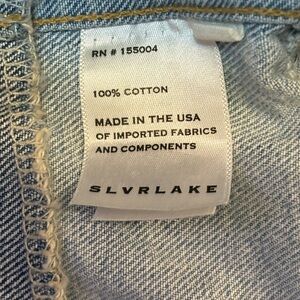 RN # 155004
100% COTTON
MADE IN THE USA
OF IMPORTED FABRICS
AND COMPONENTS
SLVRLAKE